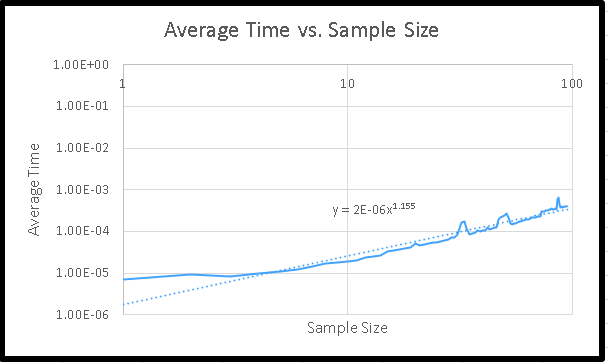 Average Time vs. Sample Size
1.00E+00
1 10 100
1.00E-01
1.00E-02
1.00E-03
y = 2E-06x^1.155
1.00E-04
1.00E-05
1.00E-06
Average Time
Sample Size